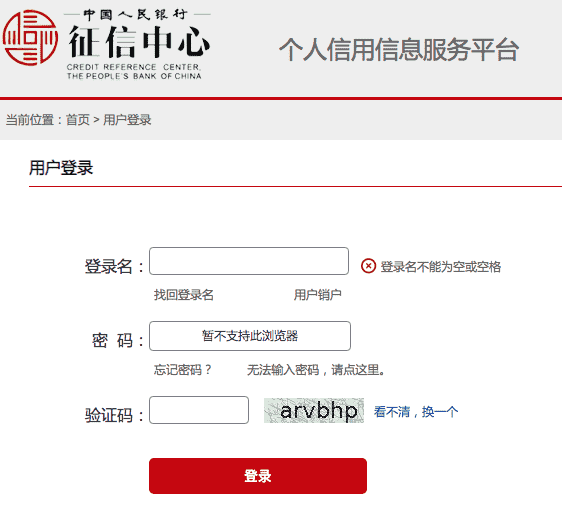 中国人民银行
征信中心
CREDIT REFERENCE CENTER,
THE PEOPLE'S BANK OF CHINA
个人信用信息服务平台
当前位置：首页 > 用户登录
用户登录
登录名：
登录名不能为空或空格
找回登录名 用户销户
密 码： 暂不支持此浏览器
忘记密码？ 无法输入密码，请点这里。
验证码： arvbhp 看不清，换一个
登录